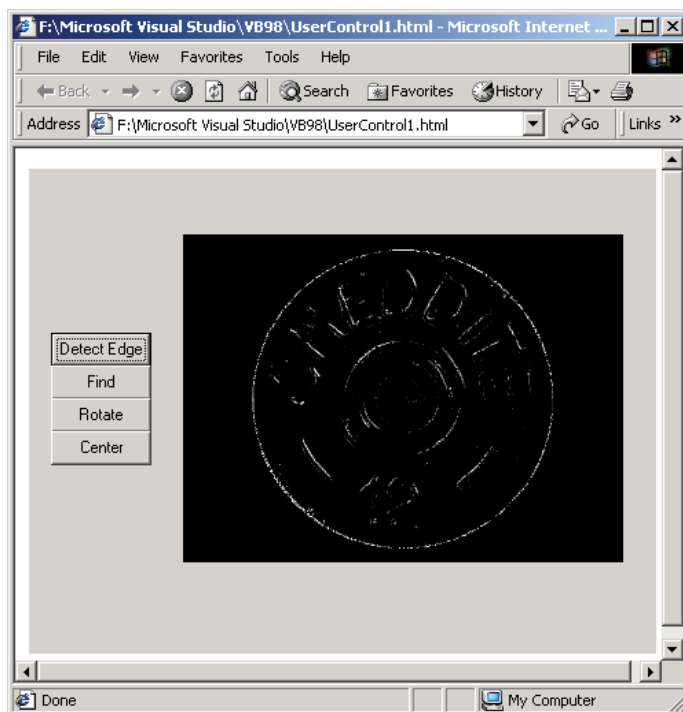 F:\Microsoft Visual Studio\VB98\UserControl1.html - Microsoft Internet ...
File Edit View Favorites Tools Help
Back Search Favorites History
Address F:\Microsoft Visual Studio\VB98\UserControl1.html Go Links »
Detect Edge
Find
Rotate
Center
12
Done My Computer